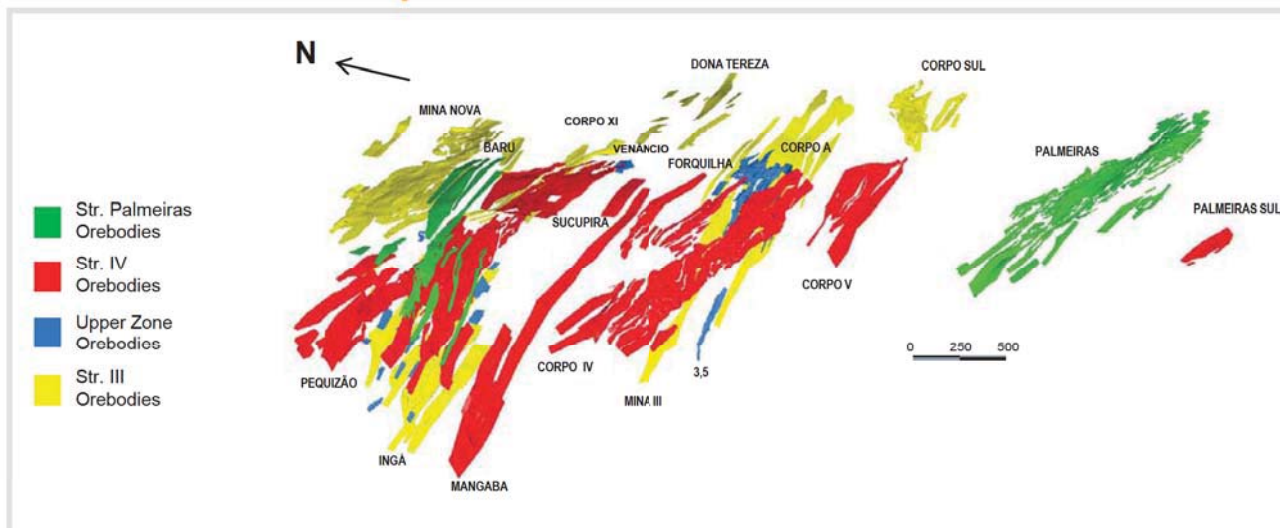 N
DONA TEREZA
CORPO SUL
MINA NOVA
CORPO XI
BARU
VENÂNCIO
FORQUILHA
CORPO A
PALMEIRAS
Str. Palmeiras
Orebodies
SUCUPIRA
PALMEIRAS SUL
Str. IV
Orebodies
CORPO V
Upper Zone
Orebodies
0 250 500
CORPO IV
3,5
PEQUIZÃO
Str. III
Orebodies
MINA III
INGÁ
MANGABA